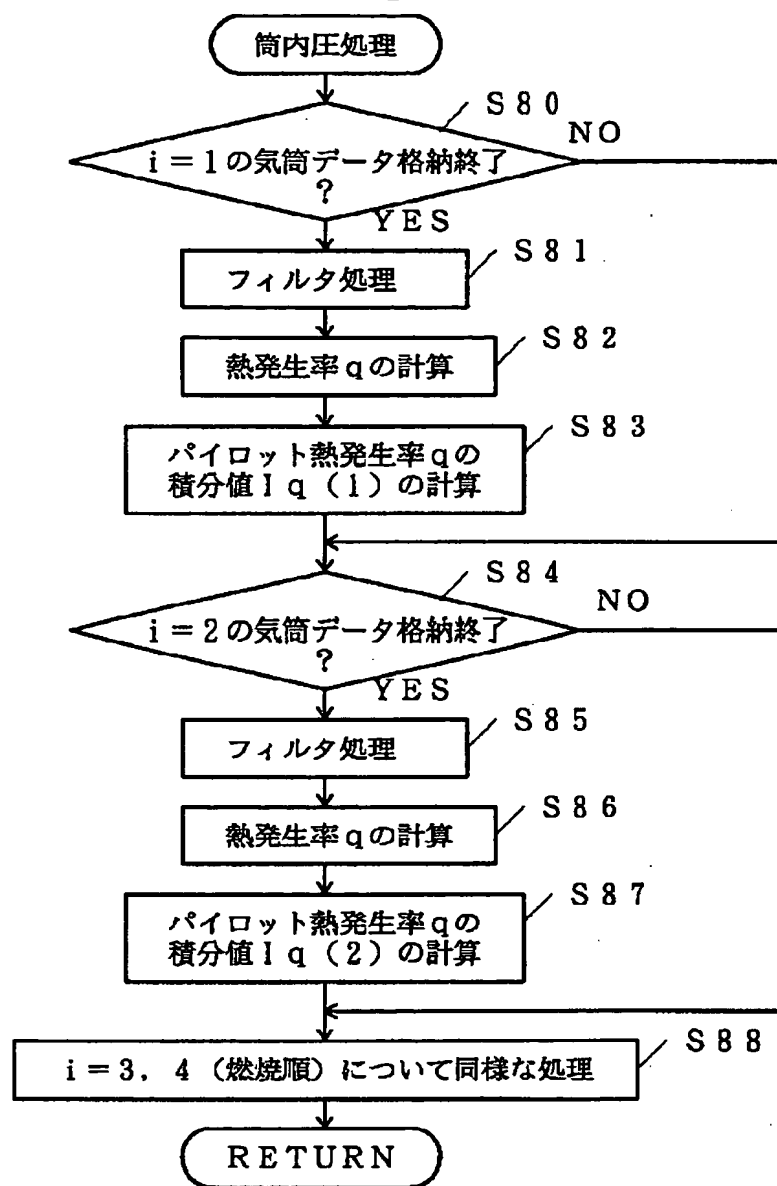 筒内圧処理
S80
NO
i=1の気筒データ格納終了
?
YES
S81
フィルタ処理
S82
熱発生率qの計算
S83
パイロット熱発生率qの
積分値Iq(1)の計算
S84
NO
i=2の気筒データ格納終了
?
YES
S85
フィルタ処理
S86
熱発生率qの計算
S87
パイロット熱発生率qの
積分値Iq(2)の計算
S88
i=3,4(燃焼順)について同様な処理
RETURN